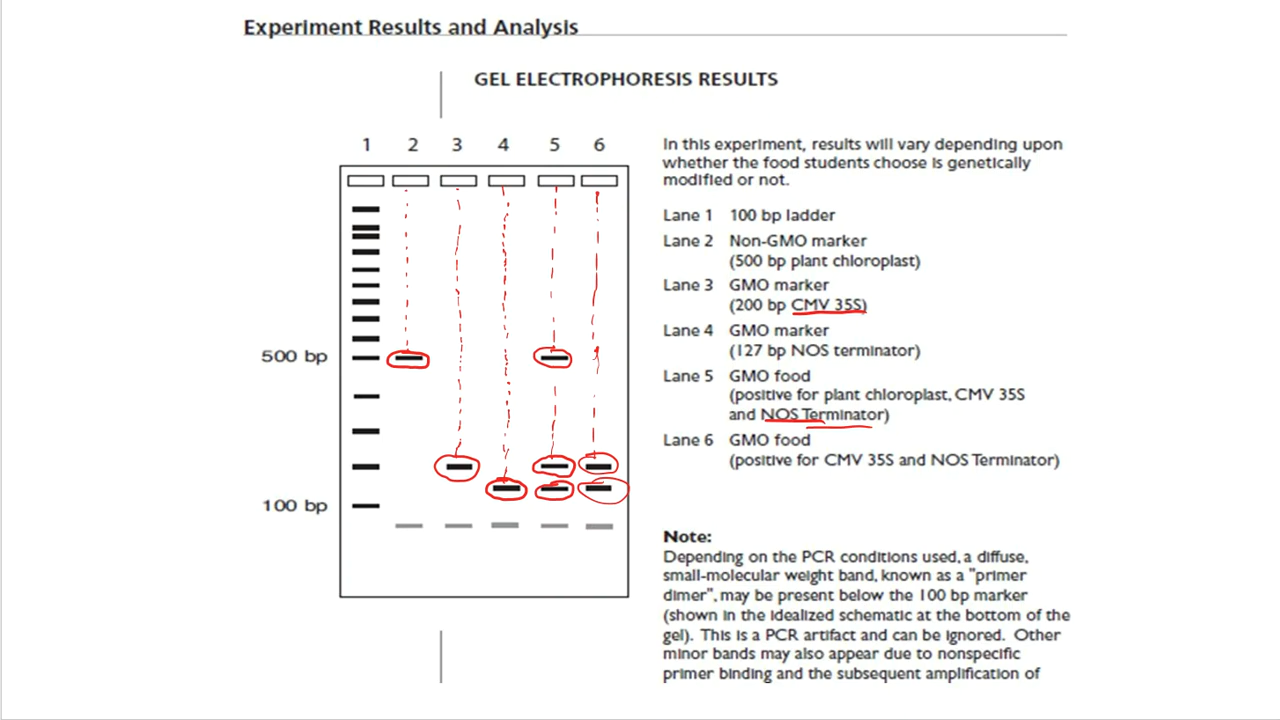 Experiment Results and Analysis
GEL ELECTROPHORESIS RESULTS
1 2 3 4 5 6
500 bp
100 bp
In this experiment, results will vary depending upon
whether the food students choose is genetically
modified or not.
Lane 1 100 bp ladder
Lane 2 Non-GMO marker
(500 bp plant chloroplast)
Lane 3 GMO marker
(200 bp CMV 35S)
Lane 4 GMO marker
(127 bp NOS terminator)
Lane 5 GMO food
(positive for plant chloroplast, CMV 35S
and NOS Terminator)
Lane 6 GMO food
(positive for CMV 35S and NOS Terminator)
Note:
Depending on the PCR conditions used, a diffuse,
small-molecular weight band, known as a "primer
dimer", may be present below the 100 bp marker
(shown in the idealized schematic at the bottom of the
gel). This is a PCR artifact and can be ignored. Other
minor bands may also appear due to nonspecific
primer binding and the subsequent amplification of